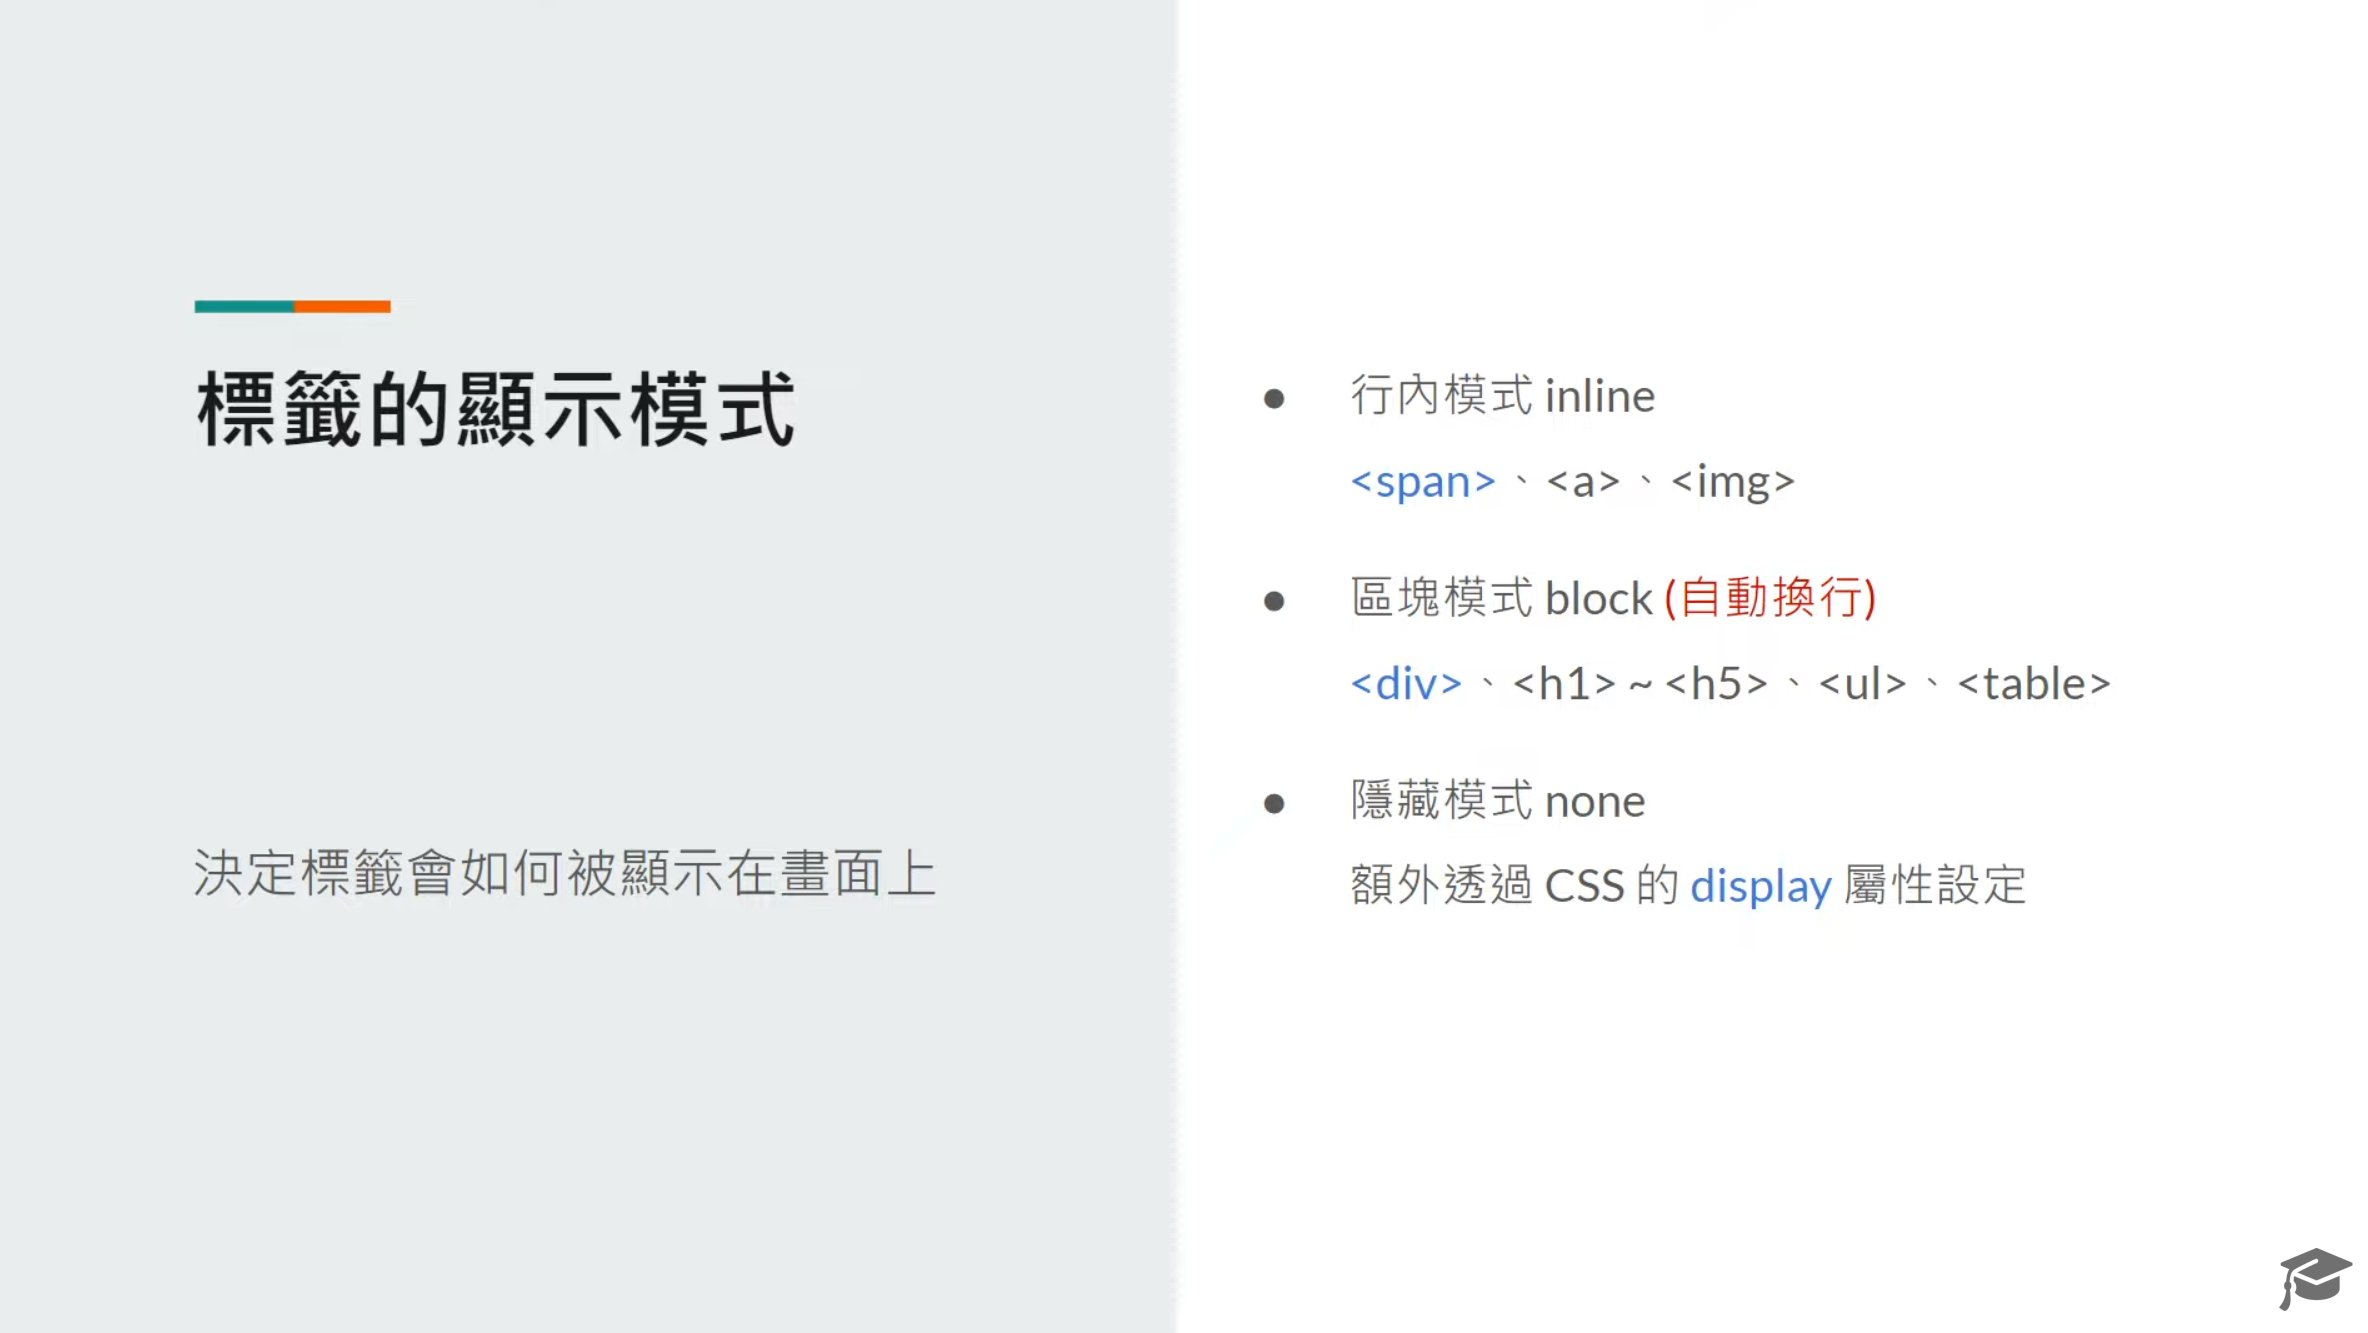 標籤的顯示模式
決定標籤會如何被顯示在畫面上
● 行內模式 inline
<span>、<a>、<img>
● 區塊模式 block (自動換行)
<div>、<h1> ~ <h5>、<ul>、<table>
● 隱藏模式 none
額外透過 CSS 的 display 屬性設定